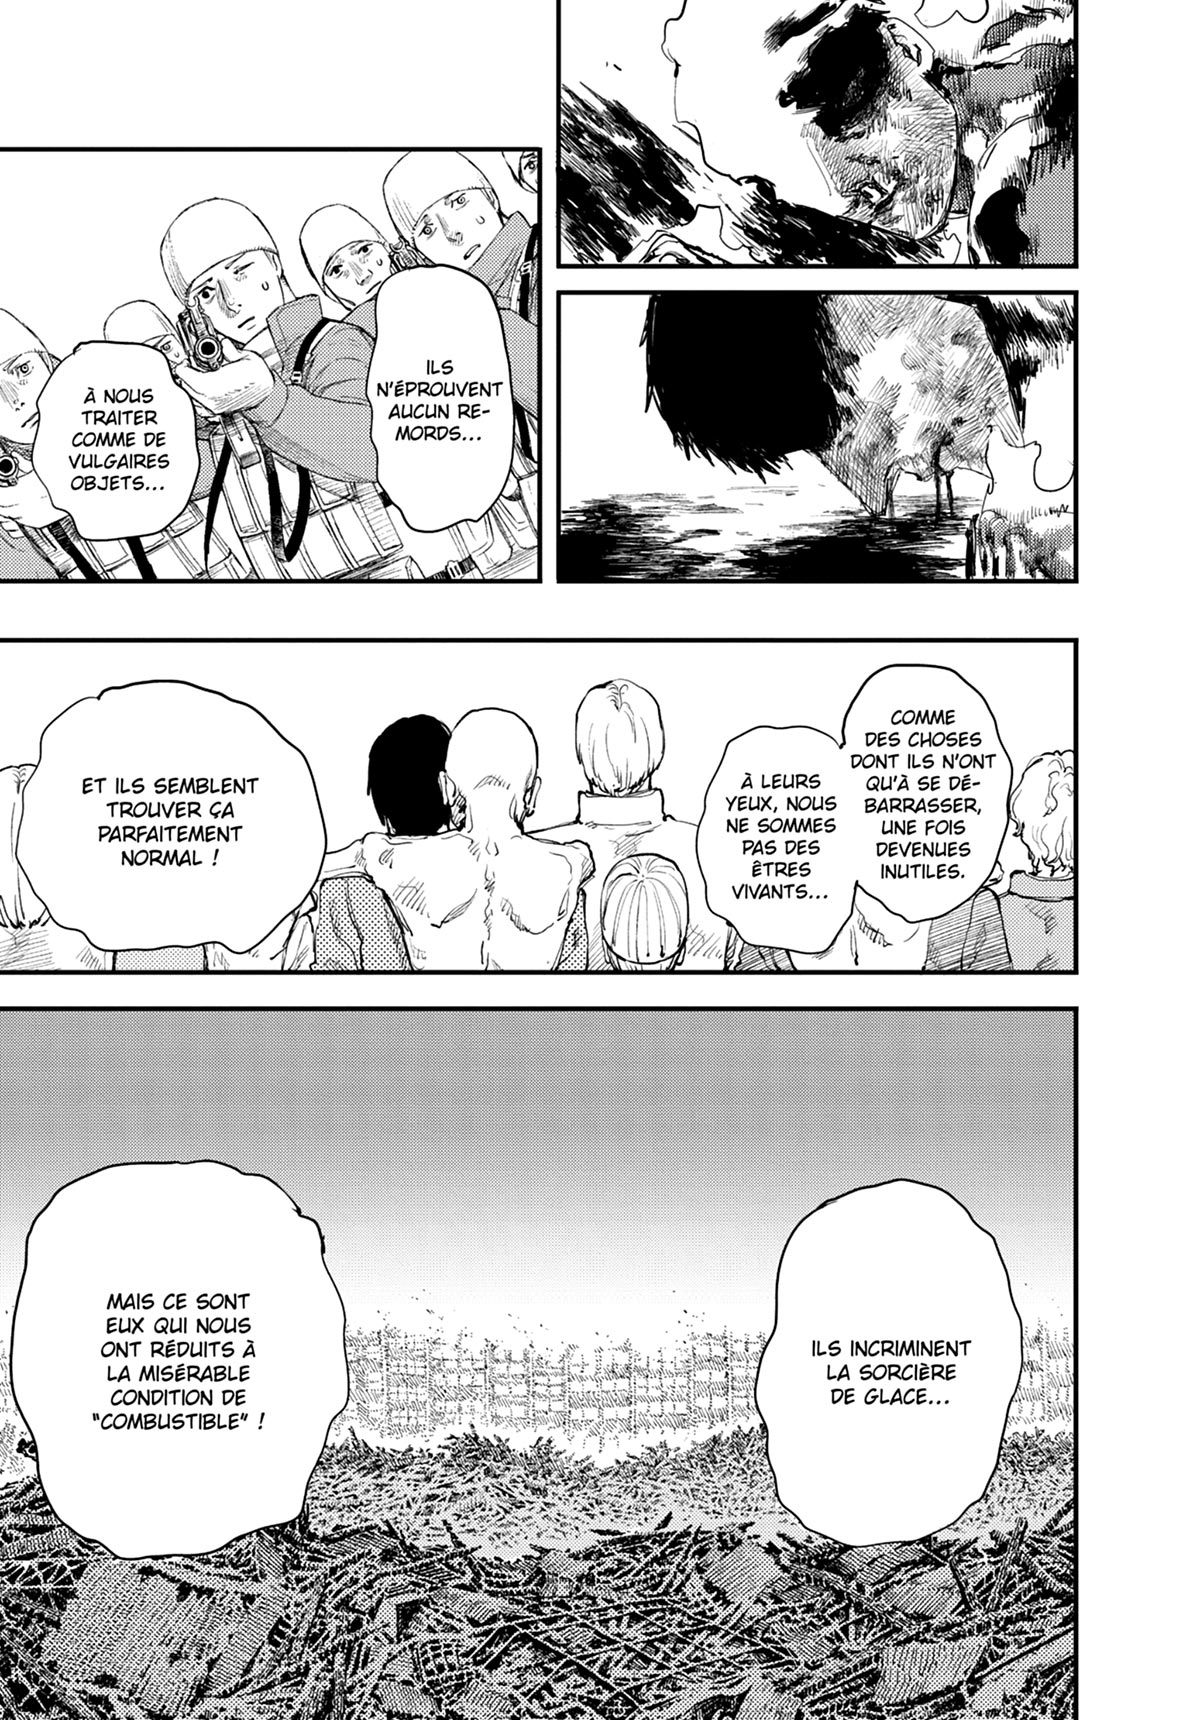 ILS
N'ÉPROUVENT
AUCUN RE-
MORDS...
À NOUS
TRAITER
COMME DE
VULGAIRES
OBJETS...
COMME
DES CHOSES
DONT ILS N'ONT
QU'À SE DÉ-
BARRASSER,
UNE FOIS
DEVENUES
INUTILES.
À LEURS
YEUX, NOUS
NE SOMMES
PAS DES
ÊTRES
VIVANTS...
ET ILS SEMBLENT
TROUVER ÇA
PARFAITEMENT
NORMAL !
ILS INCRIMINENT
LA SORCIÈRE
DE GLACE...
MAIS CE SONT
EUX QUI NOUS
ONT RÉDUITS À
LA MISÉRABLE
CONDITION DE
"COMBUSTIBLE" !